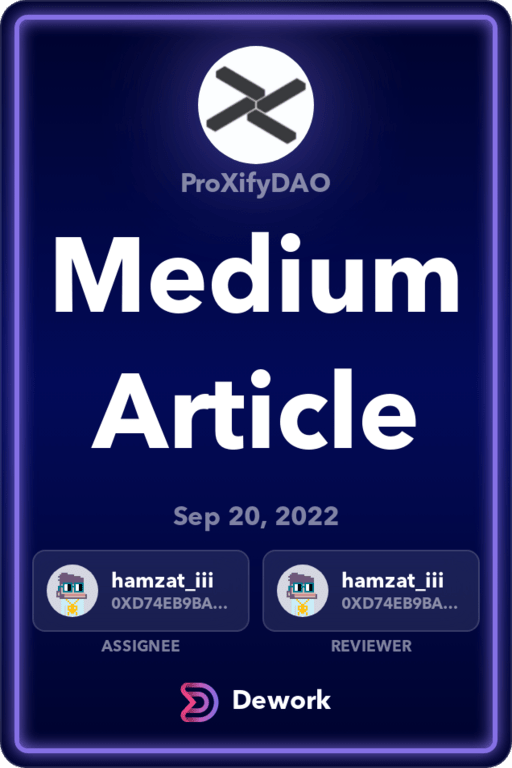 ProXifyDAO
Medium
Article
Sep 20, 2022
hamzat_iii
0XD74EB9BA...
ASSIGNEE
hamzat_iii
0XD74EB9BA...
REVIEWER
Dework